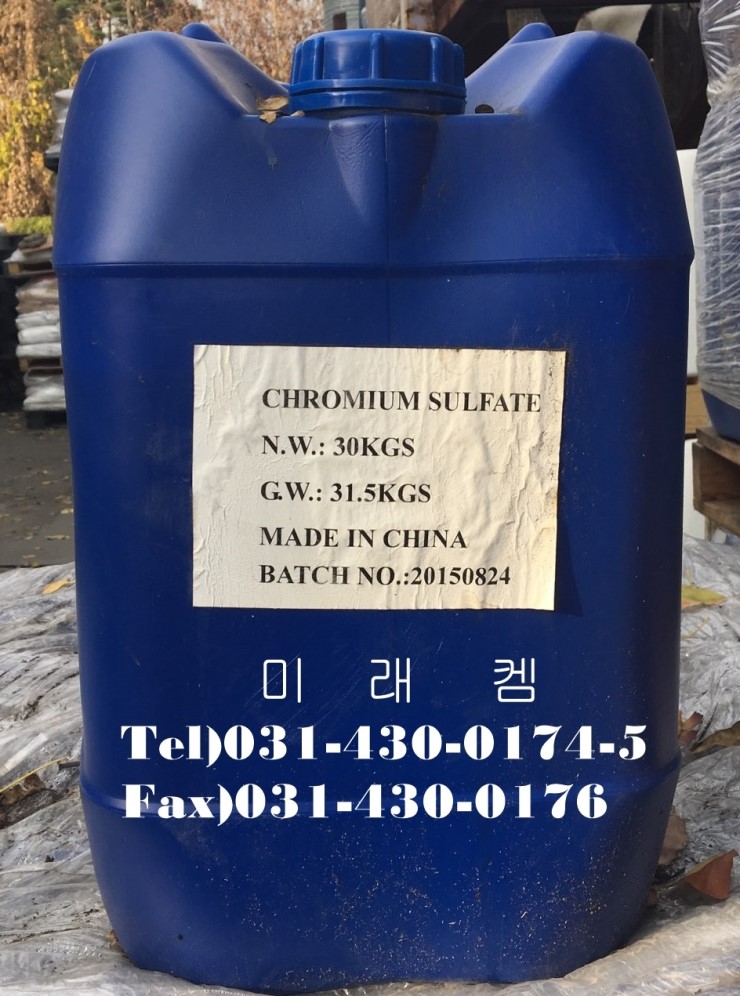 CHROMIUM SULFATE
N.W.: 30KGS
G.W.: 31.5KGS
MADE IN CHINA
BATCH NO.:20150824
미 래 켐
Tel)031-430-0174-5
Fax)031-430-0176